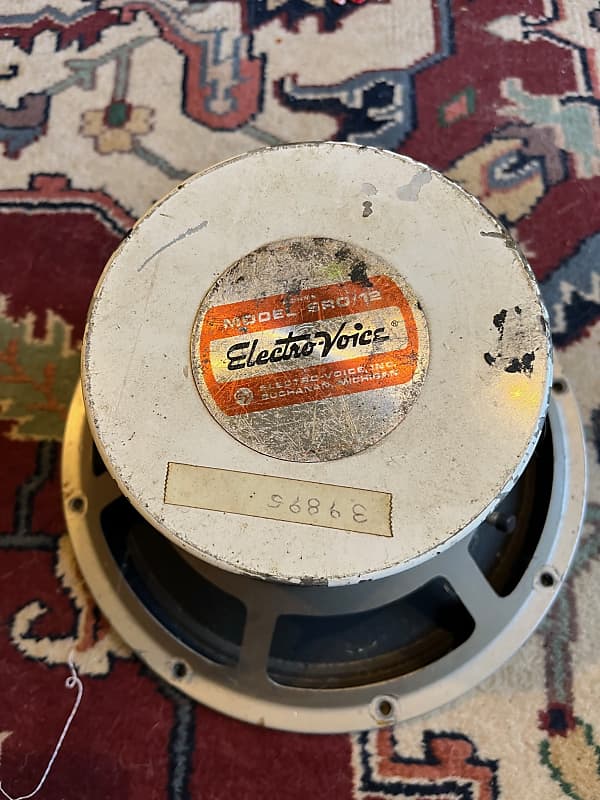 MODEL SRO/12
Electro-Voice®
ELECTRO-VOICE, INC.
BUCHANAN, MICHIGAN
39895